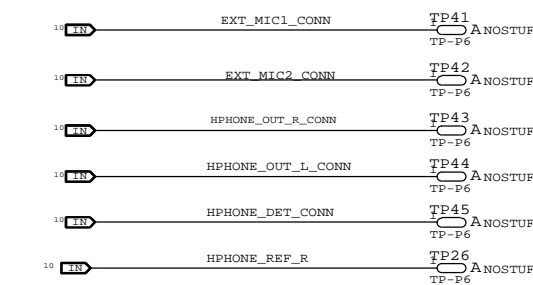 EXT_MIC1_CONN
TP41
10 IN
1
A NOSTUF
TP-P6
EXT_MIC2_CONN
TP42
10 IN
1
A NOSTUF
TP-P6
HPHONE_OUT_R_CONN
TP43
10 IN
1
A NOSTUF
TP-P6
HPHONE_OUT_L_CONN
TP44
10 IN
1
A NOSTUF
TP-P6
HPHONE_DET_CONN
TP45
10 IN
1
A NOSTUF
TP-P6
HPHONE_REF_R
TP26
10 IN
1
A NOSTUF
TP-P6